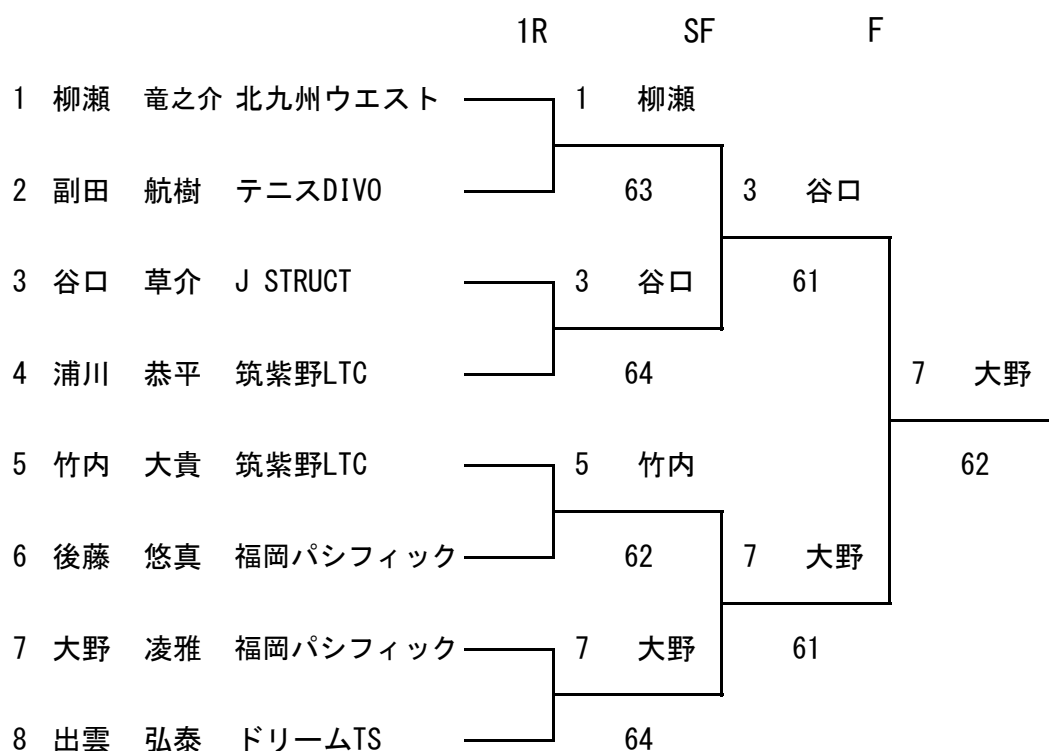 1R SF F
1 柳瀬 竜之介 北九州ウエスト 1 柳瀬
2 副田 航樹 テニスDIVO 63 3 谷口
3 谷口 草介 J STRUCT 3 谷口 61
4 浦川 恭平 筑紫野LTC 64 7 大野
5 竹内 大貴 筑紫野LTC 5 竹内 62
6 後藤 悠真 福岡パシフィック 62 7 大野
7 大野 凌雅 福岡パシフィック 7 大野 61
8 出雲 弘泰 ドリームTS 64